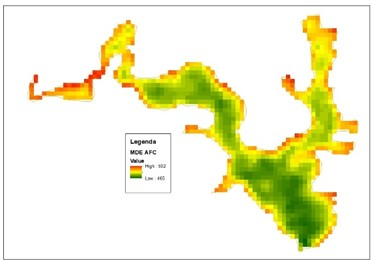 Legenda
MDE AFC
Value
High : 502
Low : 465